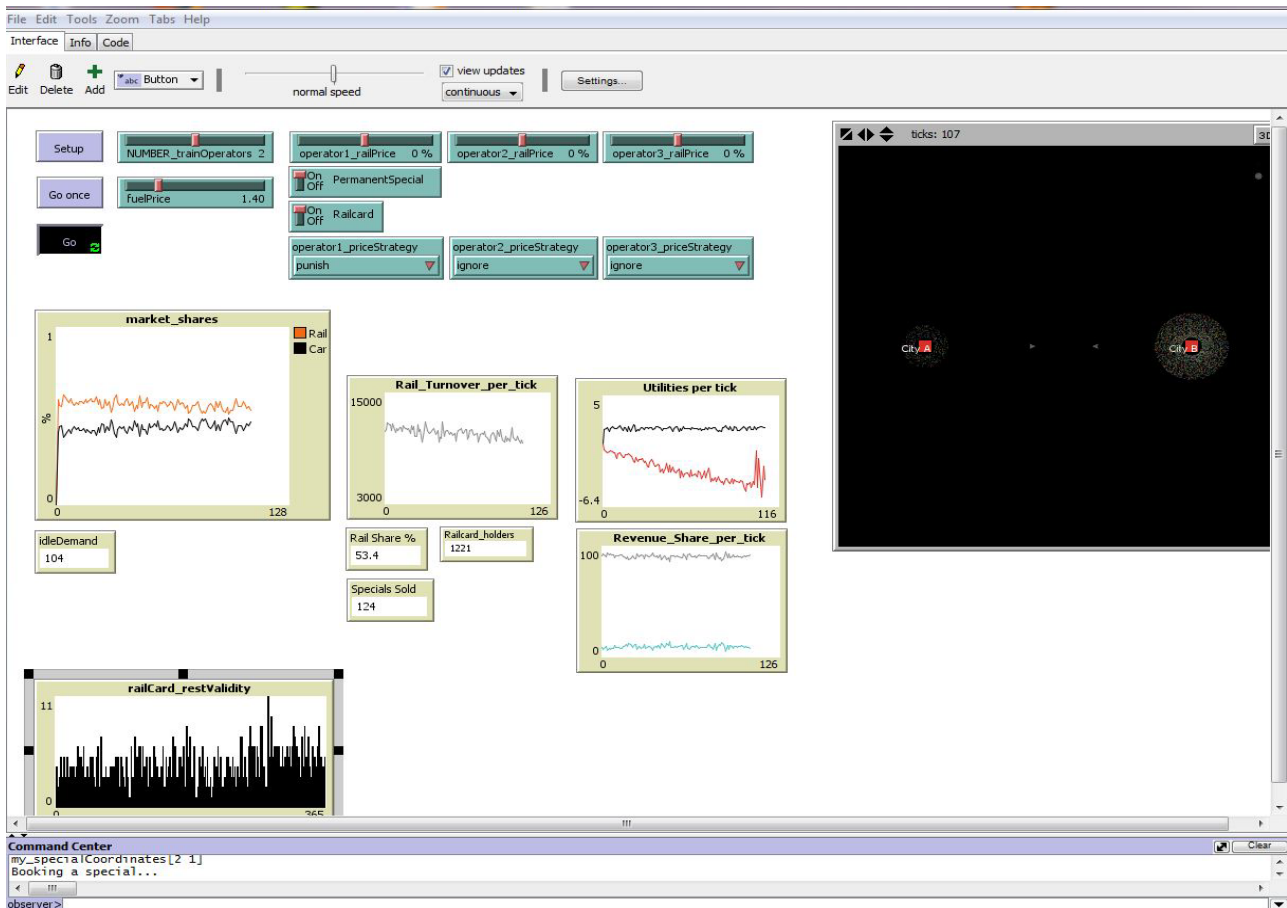 File Edit Tools Zoom Tabs Help
Interface Info Code
Edit Delete Add abc Button normal speed view updates continuous Settings...
Setup NUMBER_trainOperators 2 operator1_railPrice 0 % operator2_railPrice 0 % operator3_railPrice 0 %
ticks: 107 3D
Go once fuelPrice 1.40
On Off PermanentSpecial
On Off Railcard
Go
operator1_priceStrategy operator2_priceStrategy operator3_priceStrategy
punish ignore ignore
market_shares
1
Rail
Car
%
0
0 128
Rail_Turnover_per_tick
15000
3000
0 126
Utilities per tick
5
-6.4
0 116
City A City B
idleDemand
104
Rail Share %
53.4
Railcard_holders
1221
Specials Sold
124
Revenue_Share_per_tick
100
0
0 126
railCard_restValidity
11
0
0 365
Command Center Clear
my_specialCoordinates[2 1]
Booking a special...
observer>